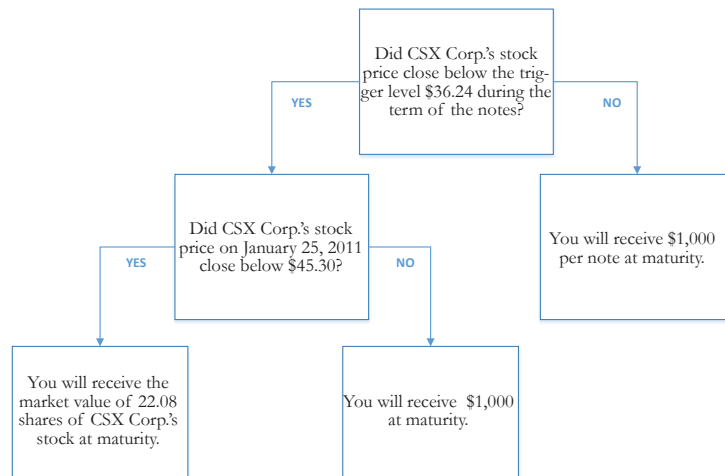 Did CSX Corp.'s stock
price close below the trig-
ger level $36.24 during the
term of the notes?
YES
NO
Did CSX Corp.'s stock
price on January 25, 2011
close below $45.30?
You will receive $1,000
per note at maturity.
YES
NO
You will receive the
market value of 22.08
shares of CSX Corp.'s
stock at maturity.
You will receive $1,000
at maturity.